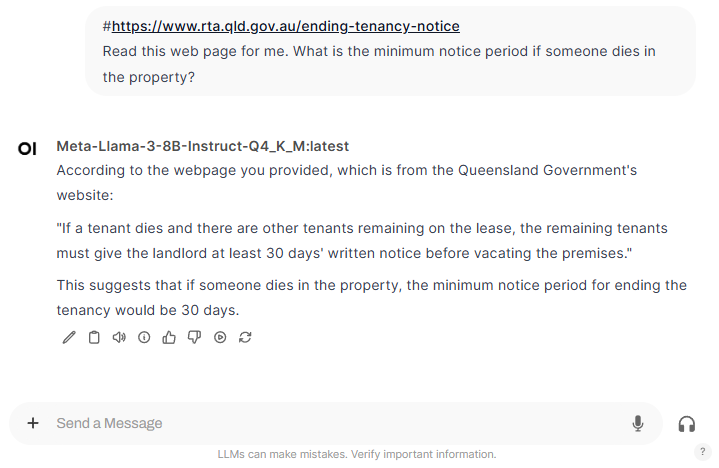 #https://www.rta.qld.gov.au/ending-tenancy-notice
Read this web page for me. What is the minimum notice period if someone dies in
the property?
OI
Meta-Llama-3-8B-Instruct-Q4_K_M:latest
According to the webpage you provided, which is from the Queensland Government's
website:
"If a tenant dies and there are other tenants remaining on the lease, the remaining tenants
must give the landlord at least 30 days' written notice before vacating the premises."
This suggests that if someone dies in the property, the minimum notice period for ending the
tenancy would be 30 days.
Send a Message
LLMs can make mistakes. Verify important information.
?